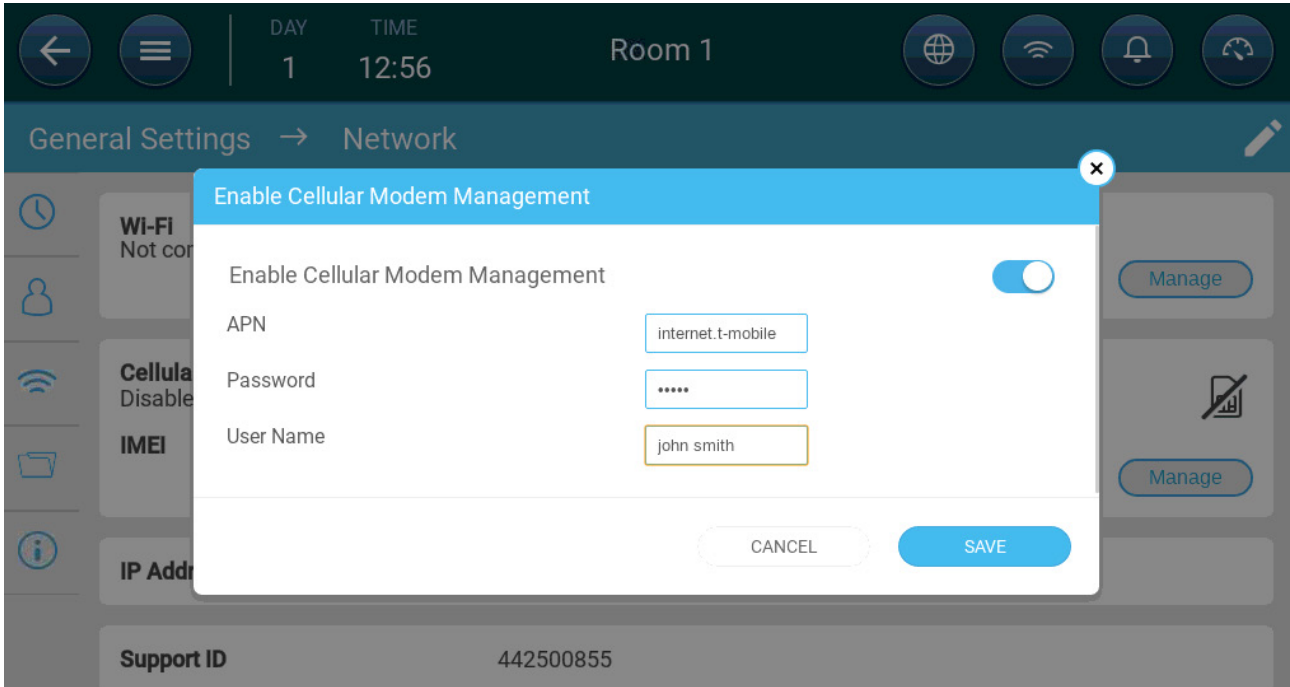 DAY TIME
1 12:56 Room 1
General Settings → Network
Enable Cellular Modem Management
Wi-Fi
Not cor
Enable Cellular Modem Management
Manage
APN internet.t-mobile
Cellula
Password •••••
Disable
User Name john smith
IMEI
Manage
CANCEL SAVE
IP Addr
Support ID 442500855